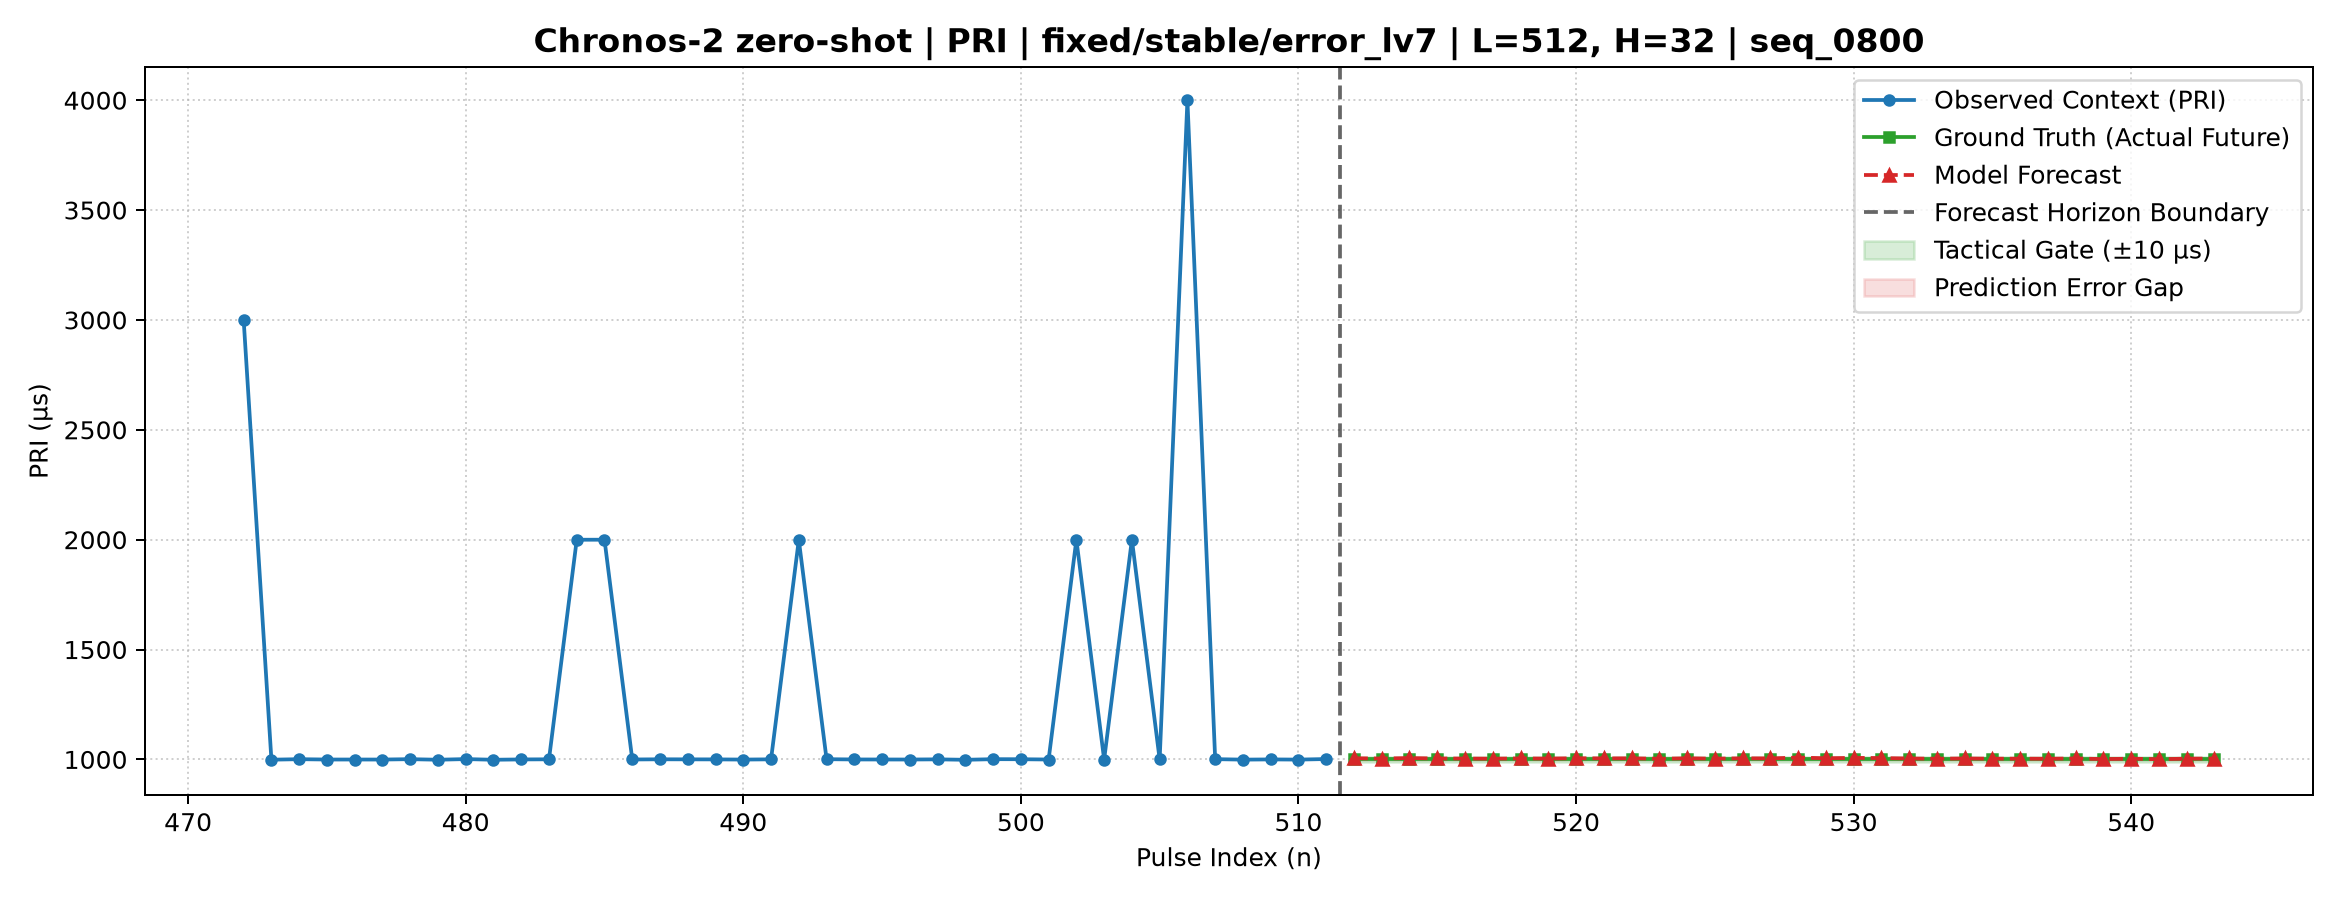 Chronos-2 zero-shot | PRI | fixed/stable/error_lv7 | L=512, H=32 | seq_0800
PRI (µs)
4000
3500
3000
2500
2000
1500
1000
Observed Context (PRI)
Ground Truth (Actual Future)
Model Forecast
Forecast Horizon Boundary
Tactical Gate (±10 µs)
Prediction Error Gap
470 480 490 500 510 520 530 540
Pulse Index (n)